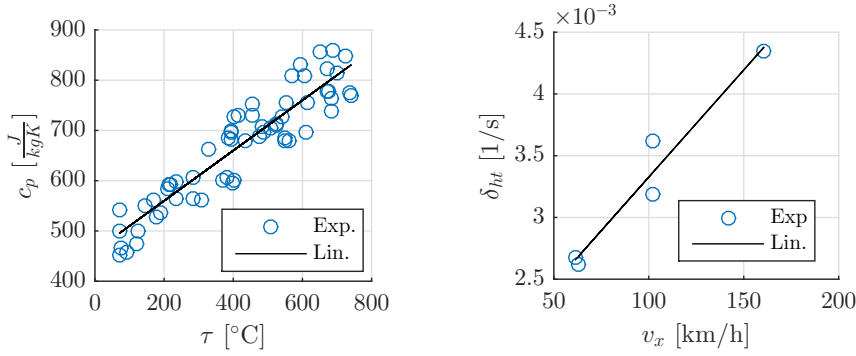 900
800
700
600
500
400
0
200
400
600
800
c_p [J/kgK]
τ [°C]
Exp.
Lin.
×10⁻³
4.5
4
3.5
3
2.5
50
100
150
200
δ_ht [1/s]
v_x [km/h]
Exp
Lin.